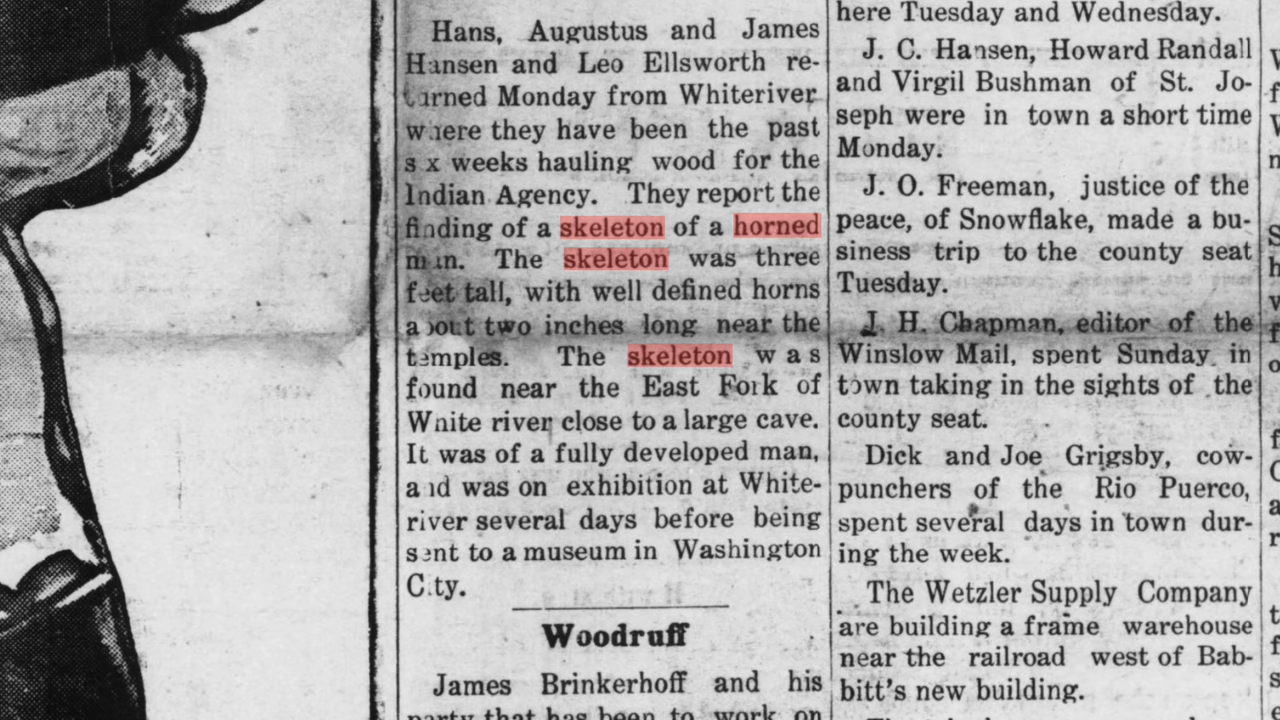 Hans, Augustus and James
Hansen and Leo Ellsworth re-
turned Monday from Whiteriver
where they have been the past
six weeks hauling wood for the
Indian Agency. They report the
finding of a skeleton of a horned
man. The skeleton was three
feet tall, with well defined horns
about two inches long near the
temples. The skeleton was
found near the East Fork of
White river close to a large cave.
It was of a fully developed man,
and was on exhibition at White-
river several days before being
sent to a museum in Washington
City.
Woodruff
James Brinkerhoff and his
party that has been to work on
here Tuesday and Wednesday.
J. C. Hansen, Howard Randall
and Virgil Bushman of St. Jo-
seph were in town a short time
Monday.
J. O. Freeman, justice of the
peace, of Snowflake, made a bu-
siness trip to the county seat
Tuesday.
J. H. Chapman, editor of the
Winslow Mail, spent Sunday in
town taking in the sights of the
county seat.
Dick and Joe Grigsby, cow-
punchers of the Rio Puerco,
spent several days in town dur-
ing the week.
The Wetzler Supply Company
are building a frame warehouse
near the railroad west of Bab-
bitt's new building.